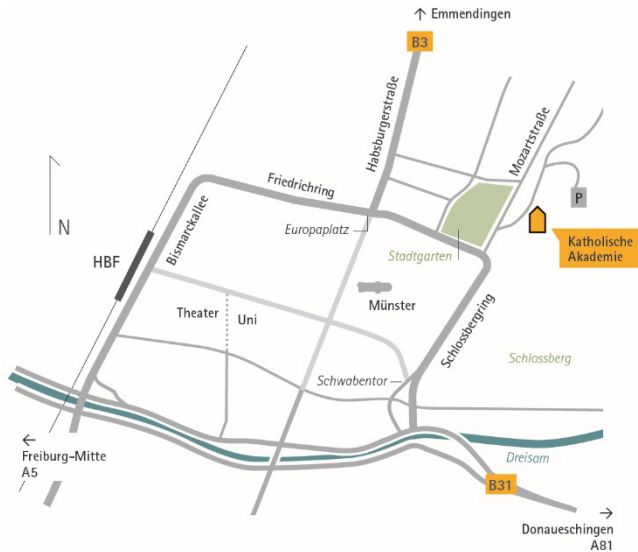 ↑ Emmendingen
B3
Habsburgerstraße
Mozartstraße
Friedrichring
P
N
Bismarckallee
Europaplatz
Katholische
Akademie
Stadtgarten
HBF
Münster
Theater
Uni
Schlossbergring
Schlossberg
Schwabentor
←
Freiburg-Mitte
A5
Dreisam
B31
→
Donaueschingen
A81